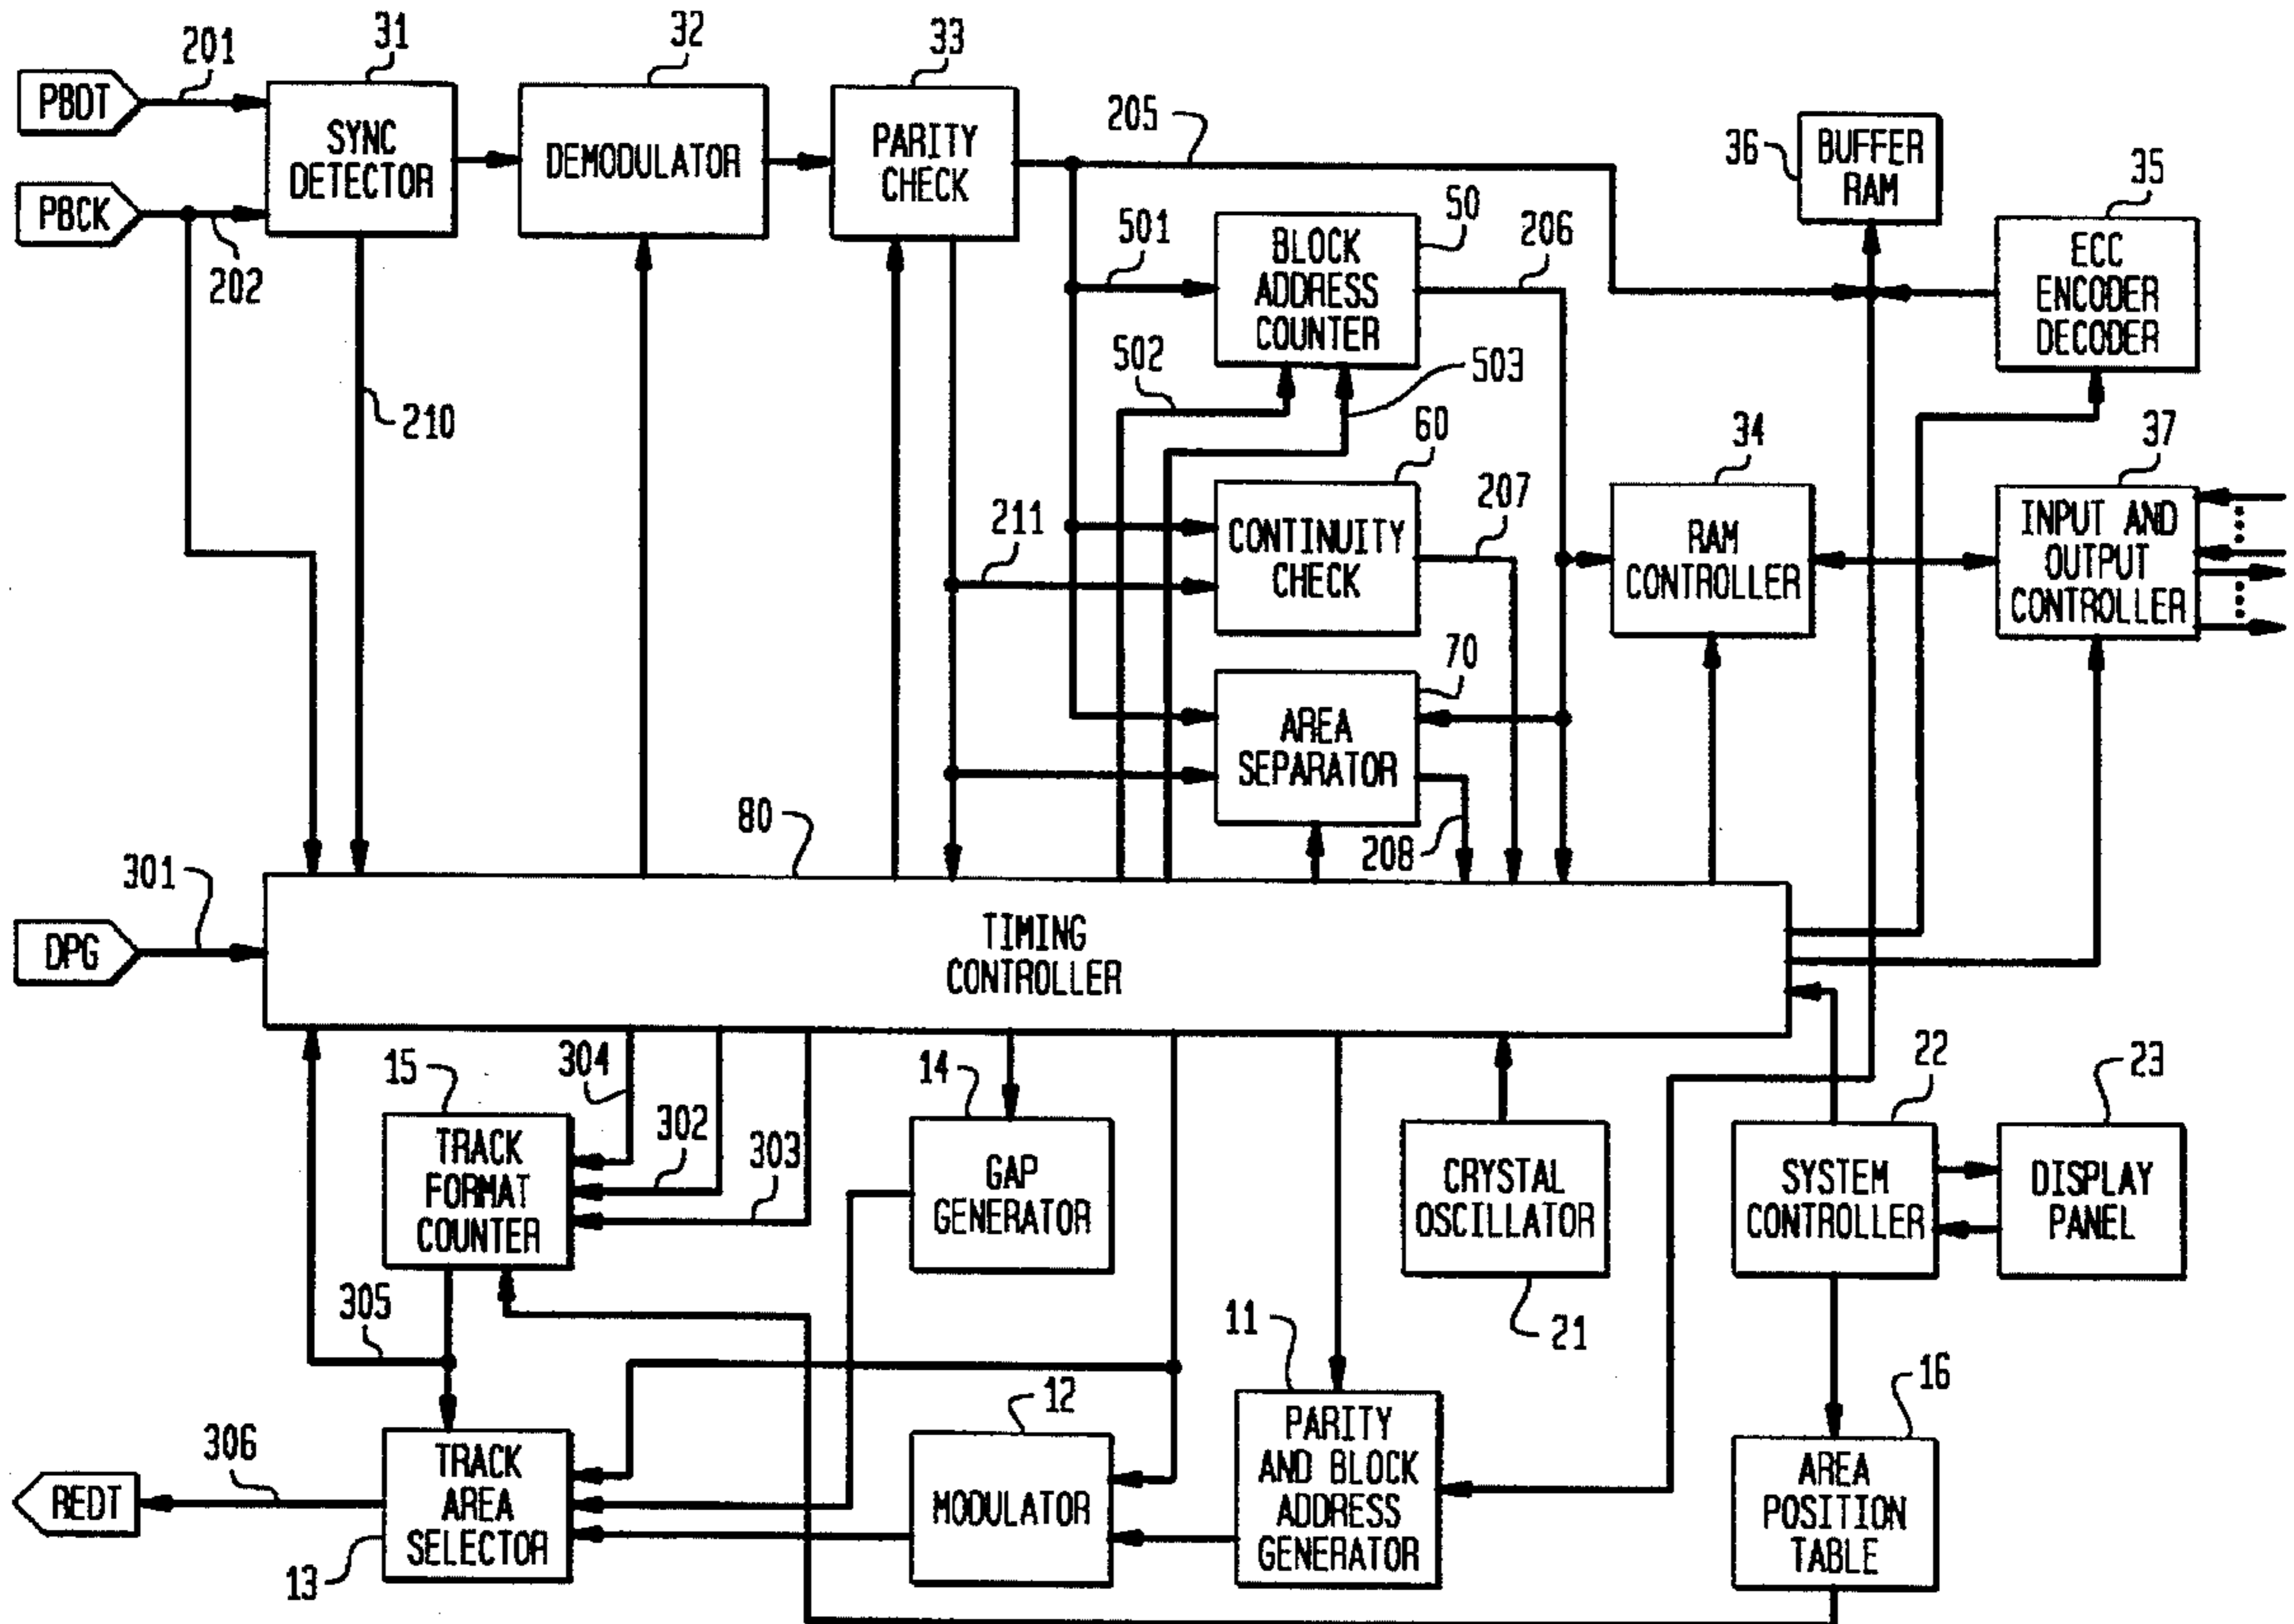 31
32
33
201
PBDT
SYNC
DETECTOR
DEMODULATOR
PARITY
CHECK
205
36
BUFFER
RAM
35
PBCK
202
501
50
206
BLOCK
ADDRESS
COUNTER
ECC
ENCODER
DECODER
502
503
210
60
34
37
211
CONTINUITY
CHECK
207
RAM
CONTROLLER
INPUT AND
OUTPUT
CONTROLLER
70
AREA
SEPARATOR
80
208
301
DPG
TIMING
CONTROLLER
15
304
14
22
23
TRACK
FORMAT
COUNTER
302
303
GAP
GENERATOR
CRYSTAL
OSCILLATOR
SYSTEM
CONTROLLER
DISPLAY
PANEL
305
11
21
12
16
306
REDT
TRACK
AREA
SELECTOR
MODULATOR
PARITY
AND BLOCK
ADDRESS
GENERATOR
AREA
POSITION
TABLE
13